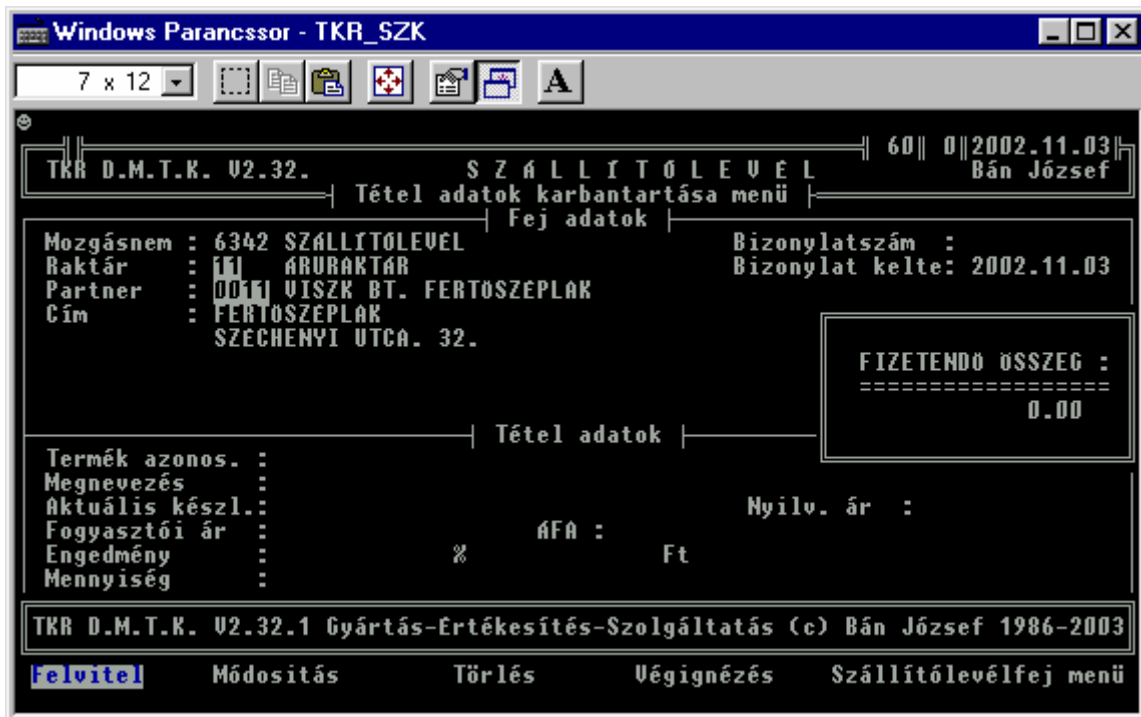 Windows Parancssor - TKR_SZK
7 x 12
A
60 0 2002.11.03
TKR D.M.T.K. V2.32. S Z Á L L Í T Ó L E V É L Bán József
Tétel adatok karbantartása menü
Fej adatok
Mozgásnem : 6342 SZÁLLÍTÓLEVÉL Bizonylatszám :
Raktár : 11 ÁRURAKTÁR Bizonylat kelte: 2002.11.03
Partner : 0011 VISZK BT. FERTŐSZÉPLAK
Cím : FERTŐSZÉPLAK
SZÉCHENYI UTCA. 32.
FIZETENDŐ ÖSSZEG :
==================
0.00
Tétel adatok
Termék azonos. :
Megnevezés :
Aktuális készl.: Nyilv. ár :
Fogyasztói ár : ÁFA :
Engedmény : % Ft
Mennyiség :
TKR D.M.T.K. V2.32.1 Gyártás-Értékesítés-Szolgáltatás (c) Bán József 1986-2003
Felvitel Módositás Törlés Végignézés Szállítólevélfej menü